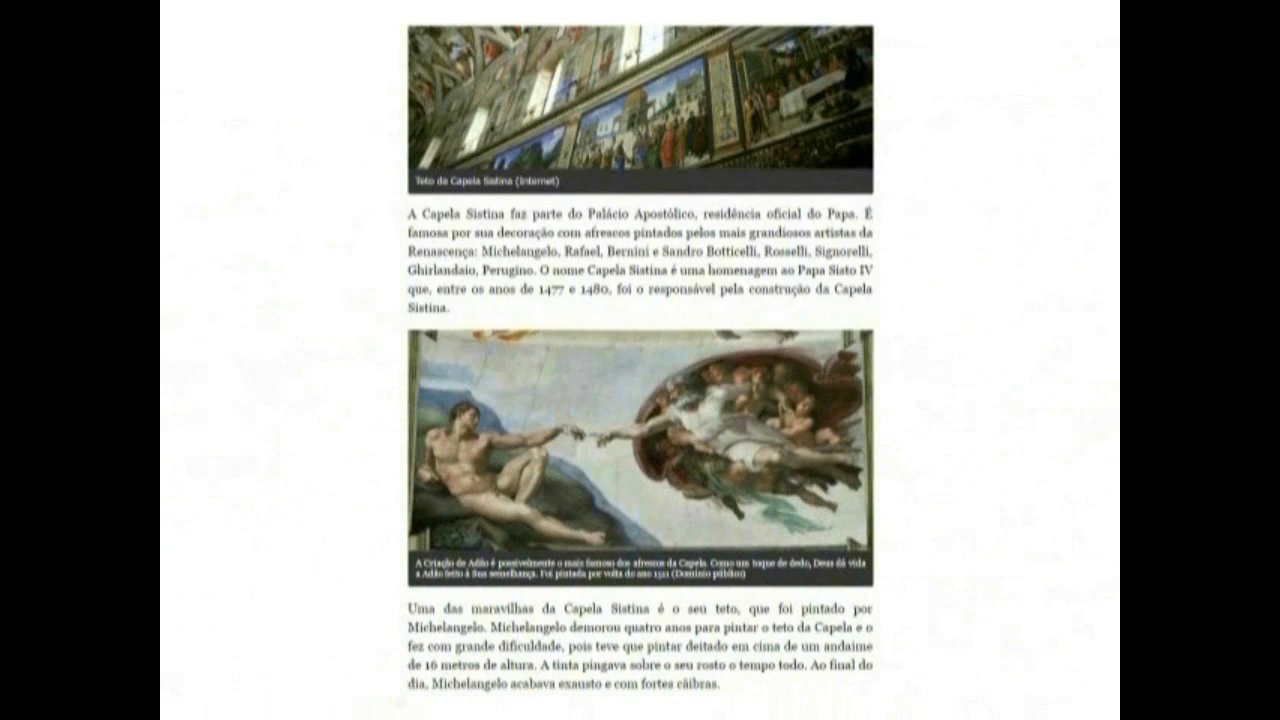 Teto da Capela Sistina (Internet)
A Capela Sistina faz parte do Palácio Apostólico, residência oficial do Papa. É
famosa por sua decoração com afrescos pintados pelos mais grandiosos artistas da
Renascença: Michelangelo, Rafael, Bernini e Sandro Botticelli, Rosselli, Signorelli,
Ghirlandaio, Perugino. O nome Capela Sistina é uma homenagem ao Papa Sisto IV
que, entre os anos de 1477 e 1480, foi o responsável pela construção da Capela
Sistina.
A Criação de Adão é possivelmente o mais famoso dos afrescos da Capela. Como um toque de dedo, Deus dá vida
a Adão feito à Sua semelhança. Foi pintada por volta do ano 1511 (Domínio público)
Uma das maravilhas da Capela Sistina é o seu teto, que foi pintado por
Michelangelo. Michelangelo demorou quatro anos para pintar o teto da Capela e o
fez com grande dificuldade, pois teve que pintar deitado em cima de um andaime
de 16 metros de altura. A tinta pingava sobre o seu rosto o tempo todo. Ao final do
dia, Michelangelo acabava exausto e com fortes cãibras.